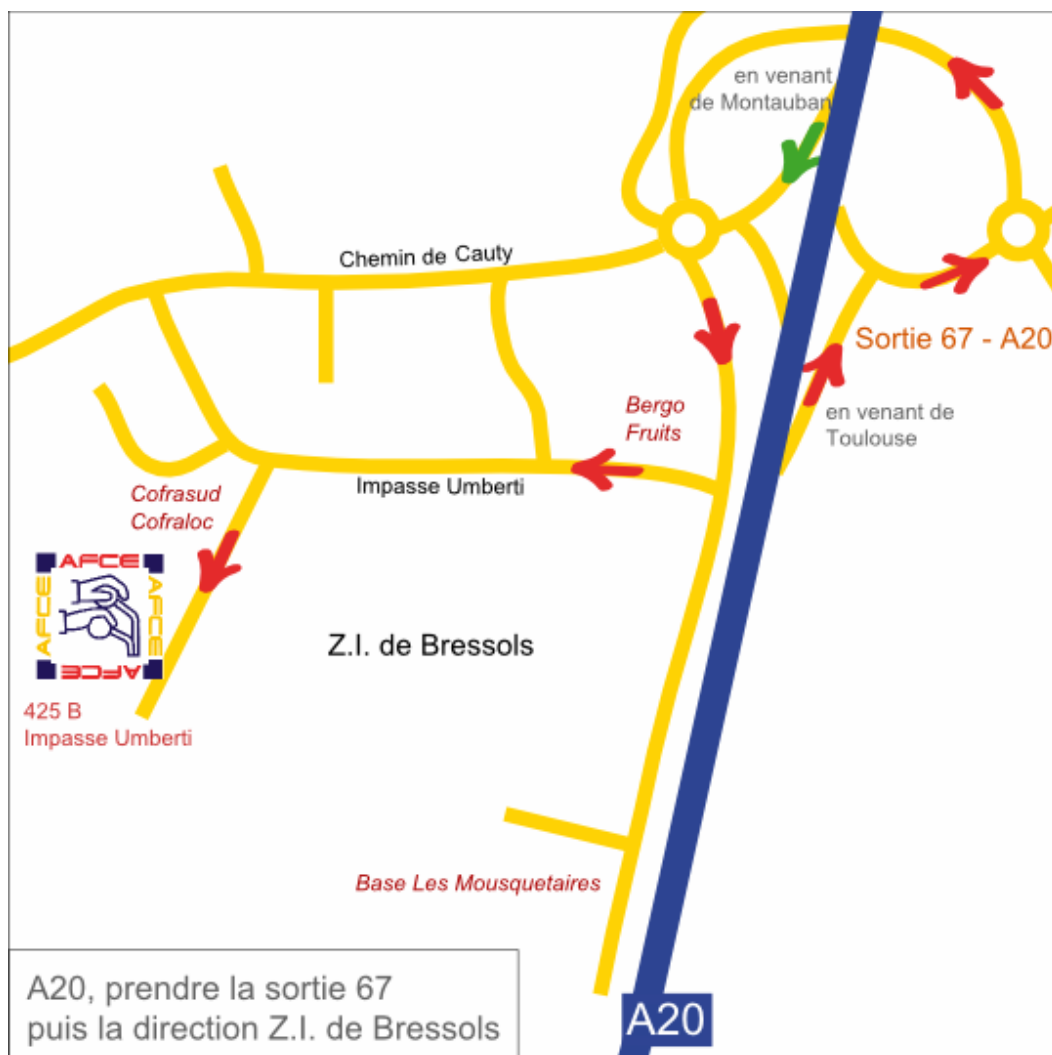 en venant
de Montauban
Chemin de Cauty
Sortie 67 - A20
Bergo
Fruits
en venant de
Toulouse
Impasse Umberti
Cofrasud
Cofraloc
AFCE
AFCE
AFCE
AFCE
Z.I. de Bressols
425 B
Impasse Umberti
Base Les Mousquetaires
A20, prendre la sortie 67
puis la direction Z.I. de Bressols
A20